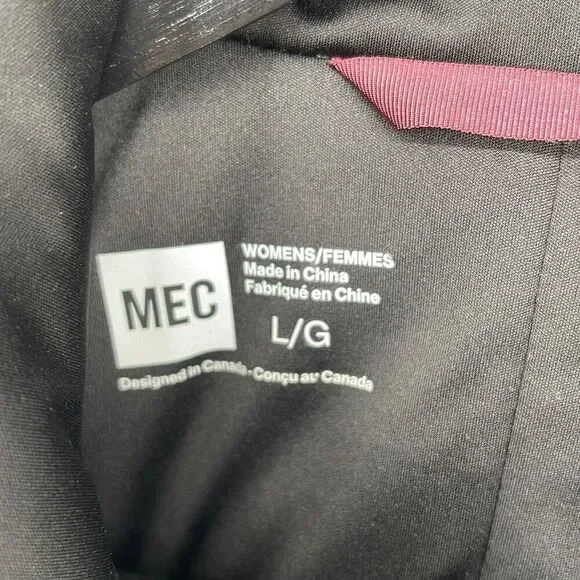 MEC
WOMENS/FEMMES
Made in China
Fabriqué en Chine
L/G
Designed in Canada - Conçu au Canada